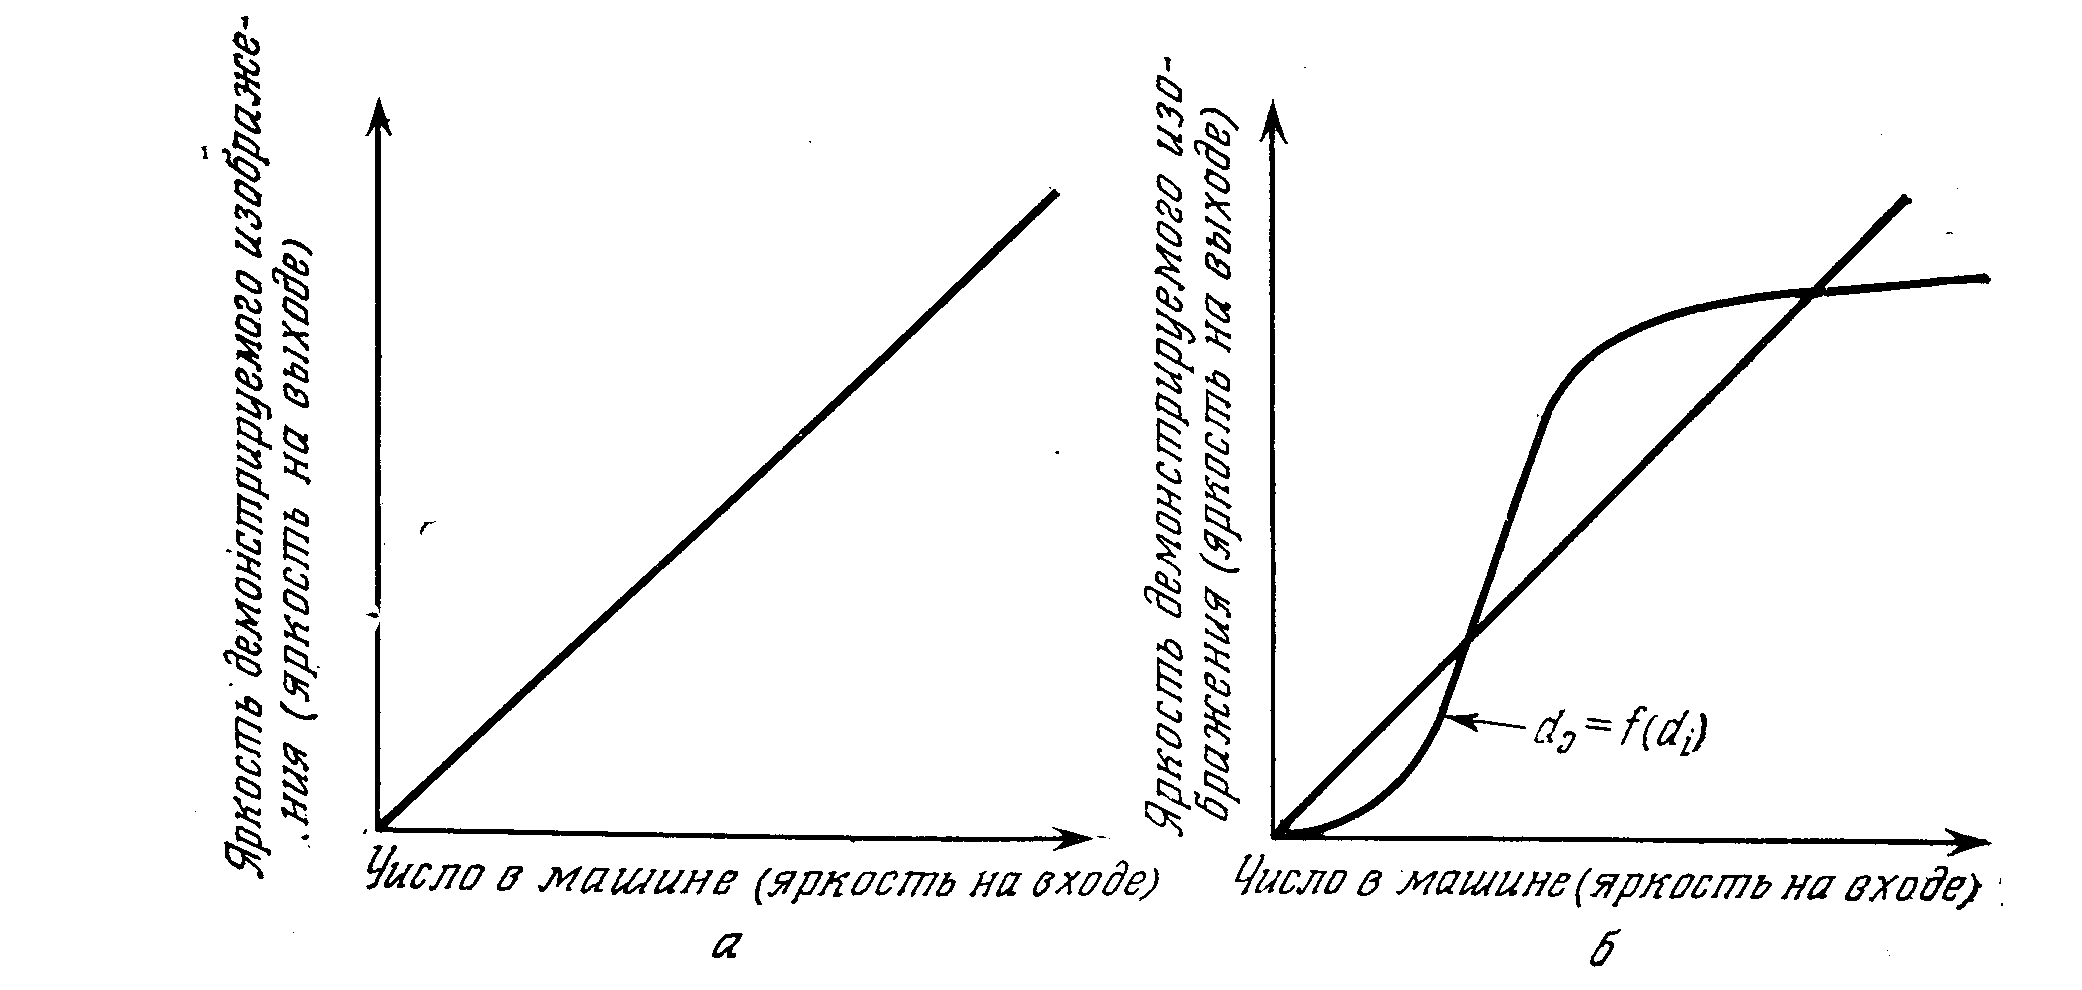 Яркость демонстрируемого изображе-
ния (яркость на выходе)
Число в машине (яркость на входе)
а
Яркость демонстрируемого изо-
бражения (яркость на выходе)
d₀ = f(dᵢ)
Число в машине (яркость на входе)
б